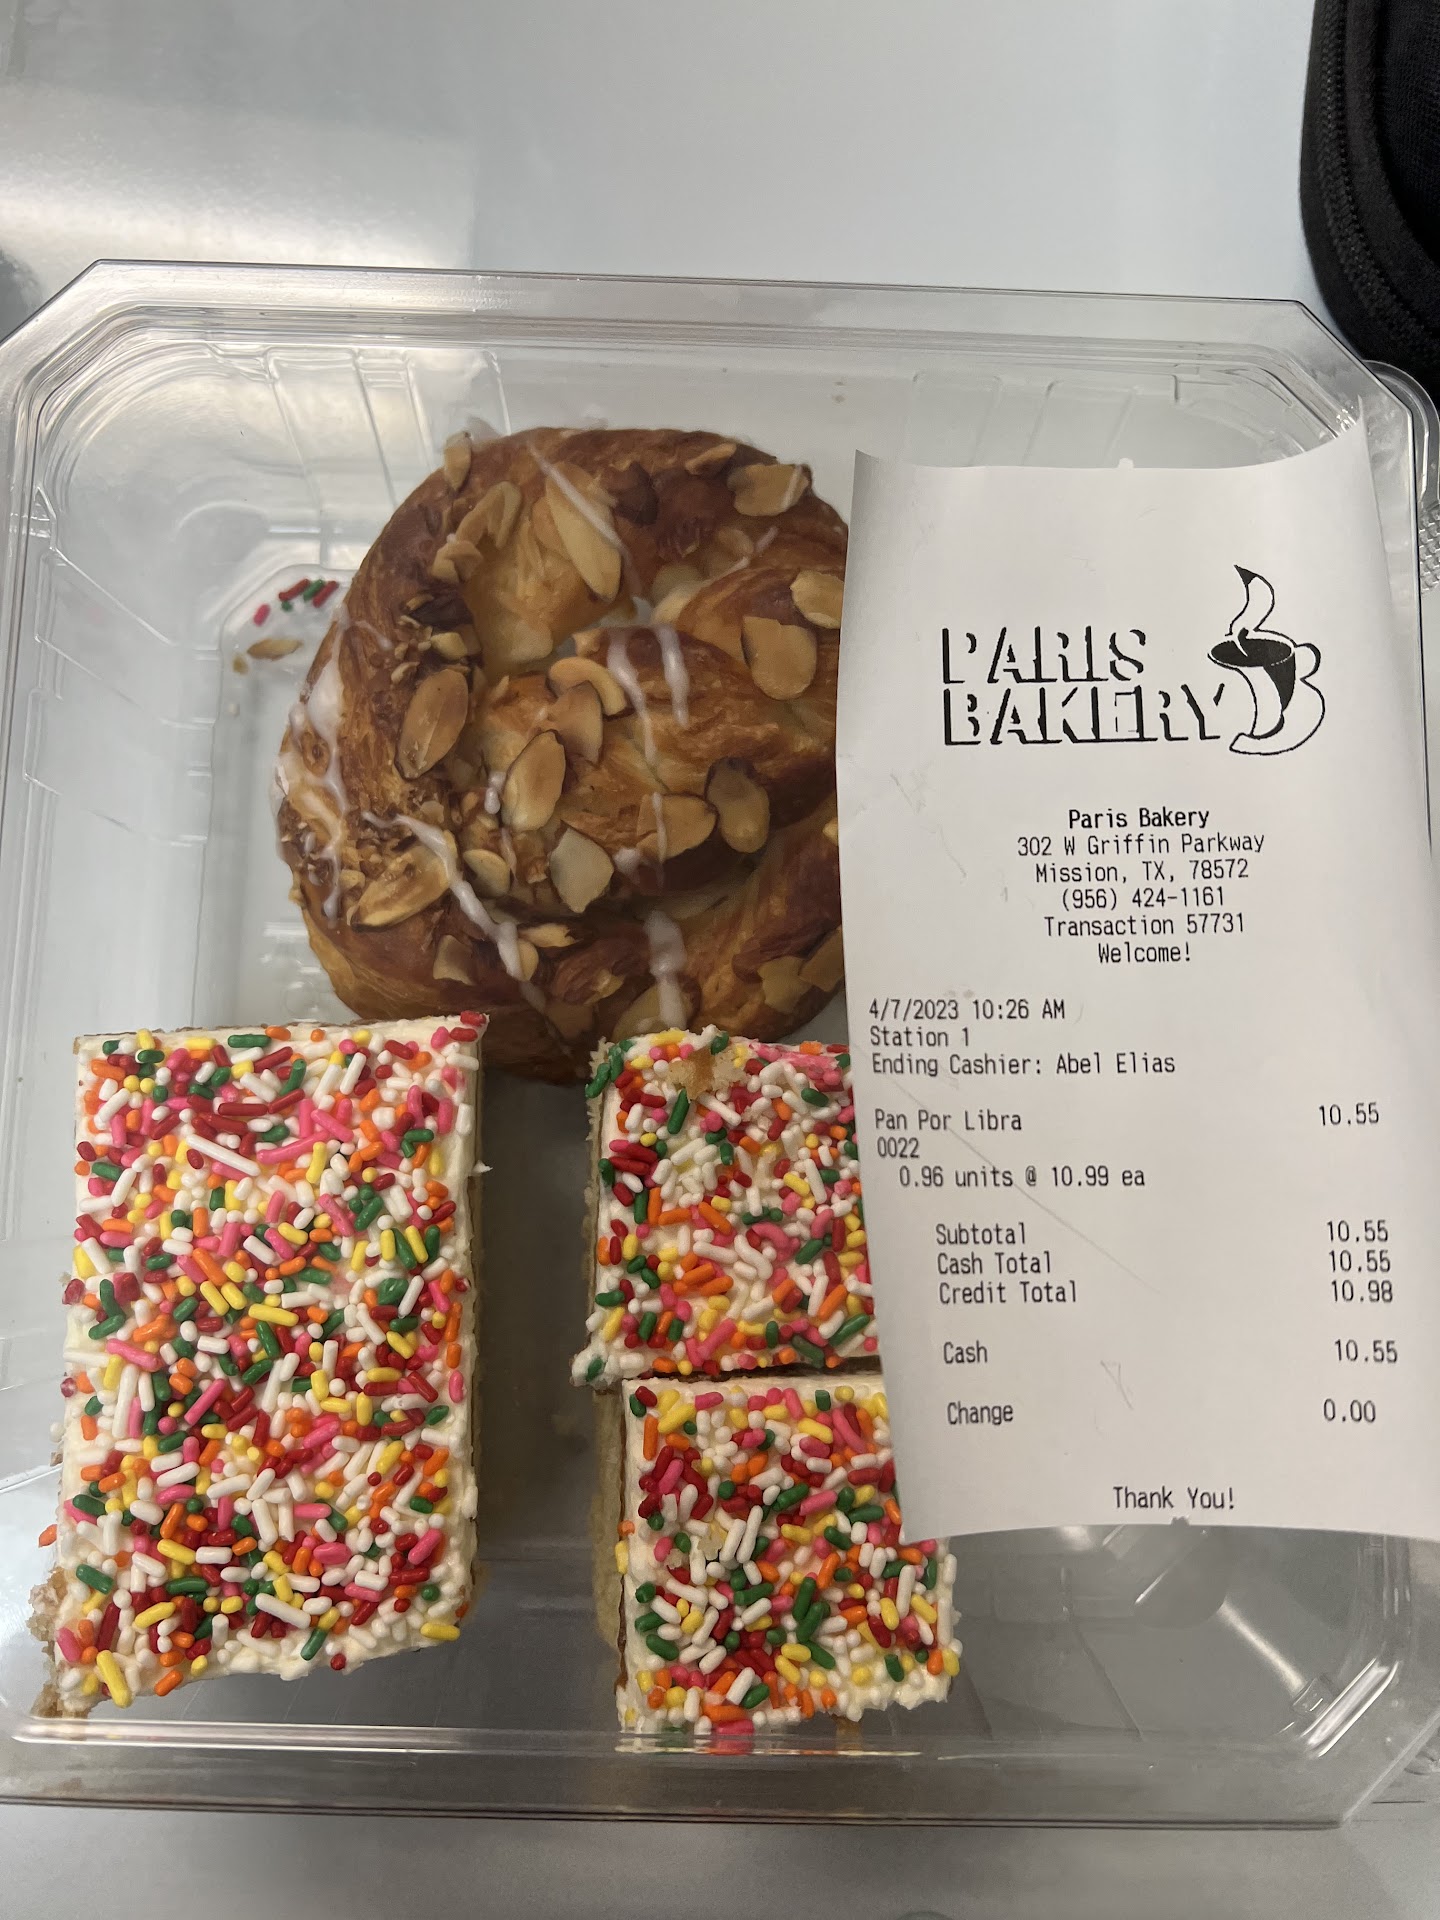 PARIS
BAKERY
Paris Bakery
302 W Griffin Parkway
Mission, TX, 78572
(956) 424-1161
Transaction 57731
Welcome!
4/7/2023 10:26 AM
Station 1
Ending Cashier: Abel Elias
Pan Por Libra 10.55
0022
0.96 units @ 10.99 ea
Subtotal 10.55
Cash Total 10.55
Credit Total 10.98
Cash 10.55
Change 0.00
Thank You!